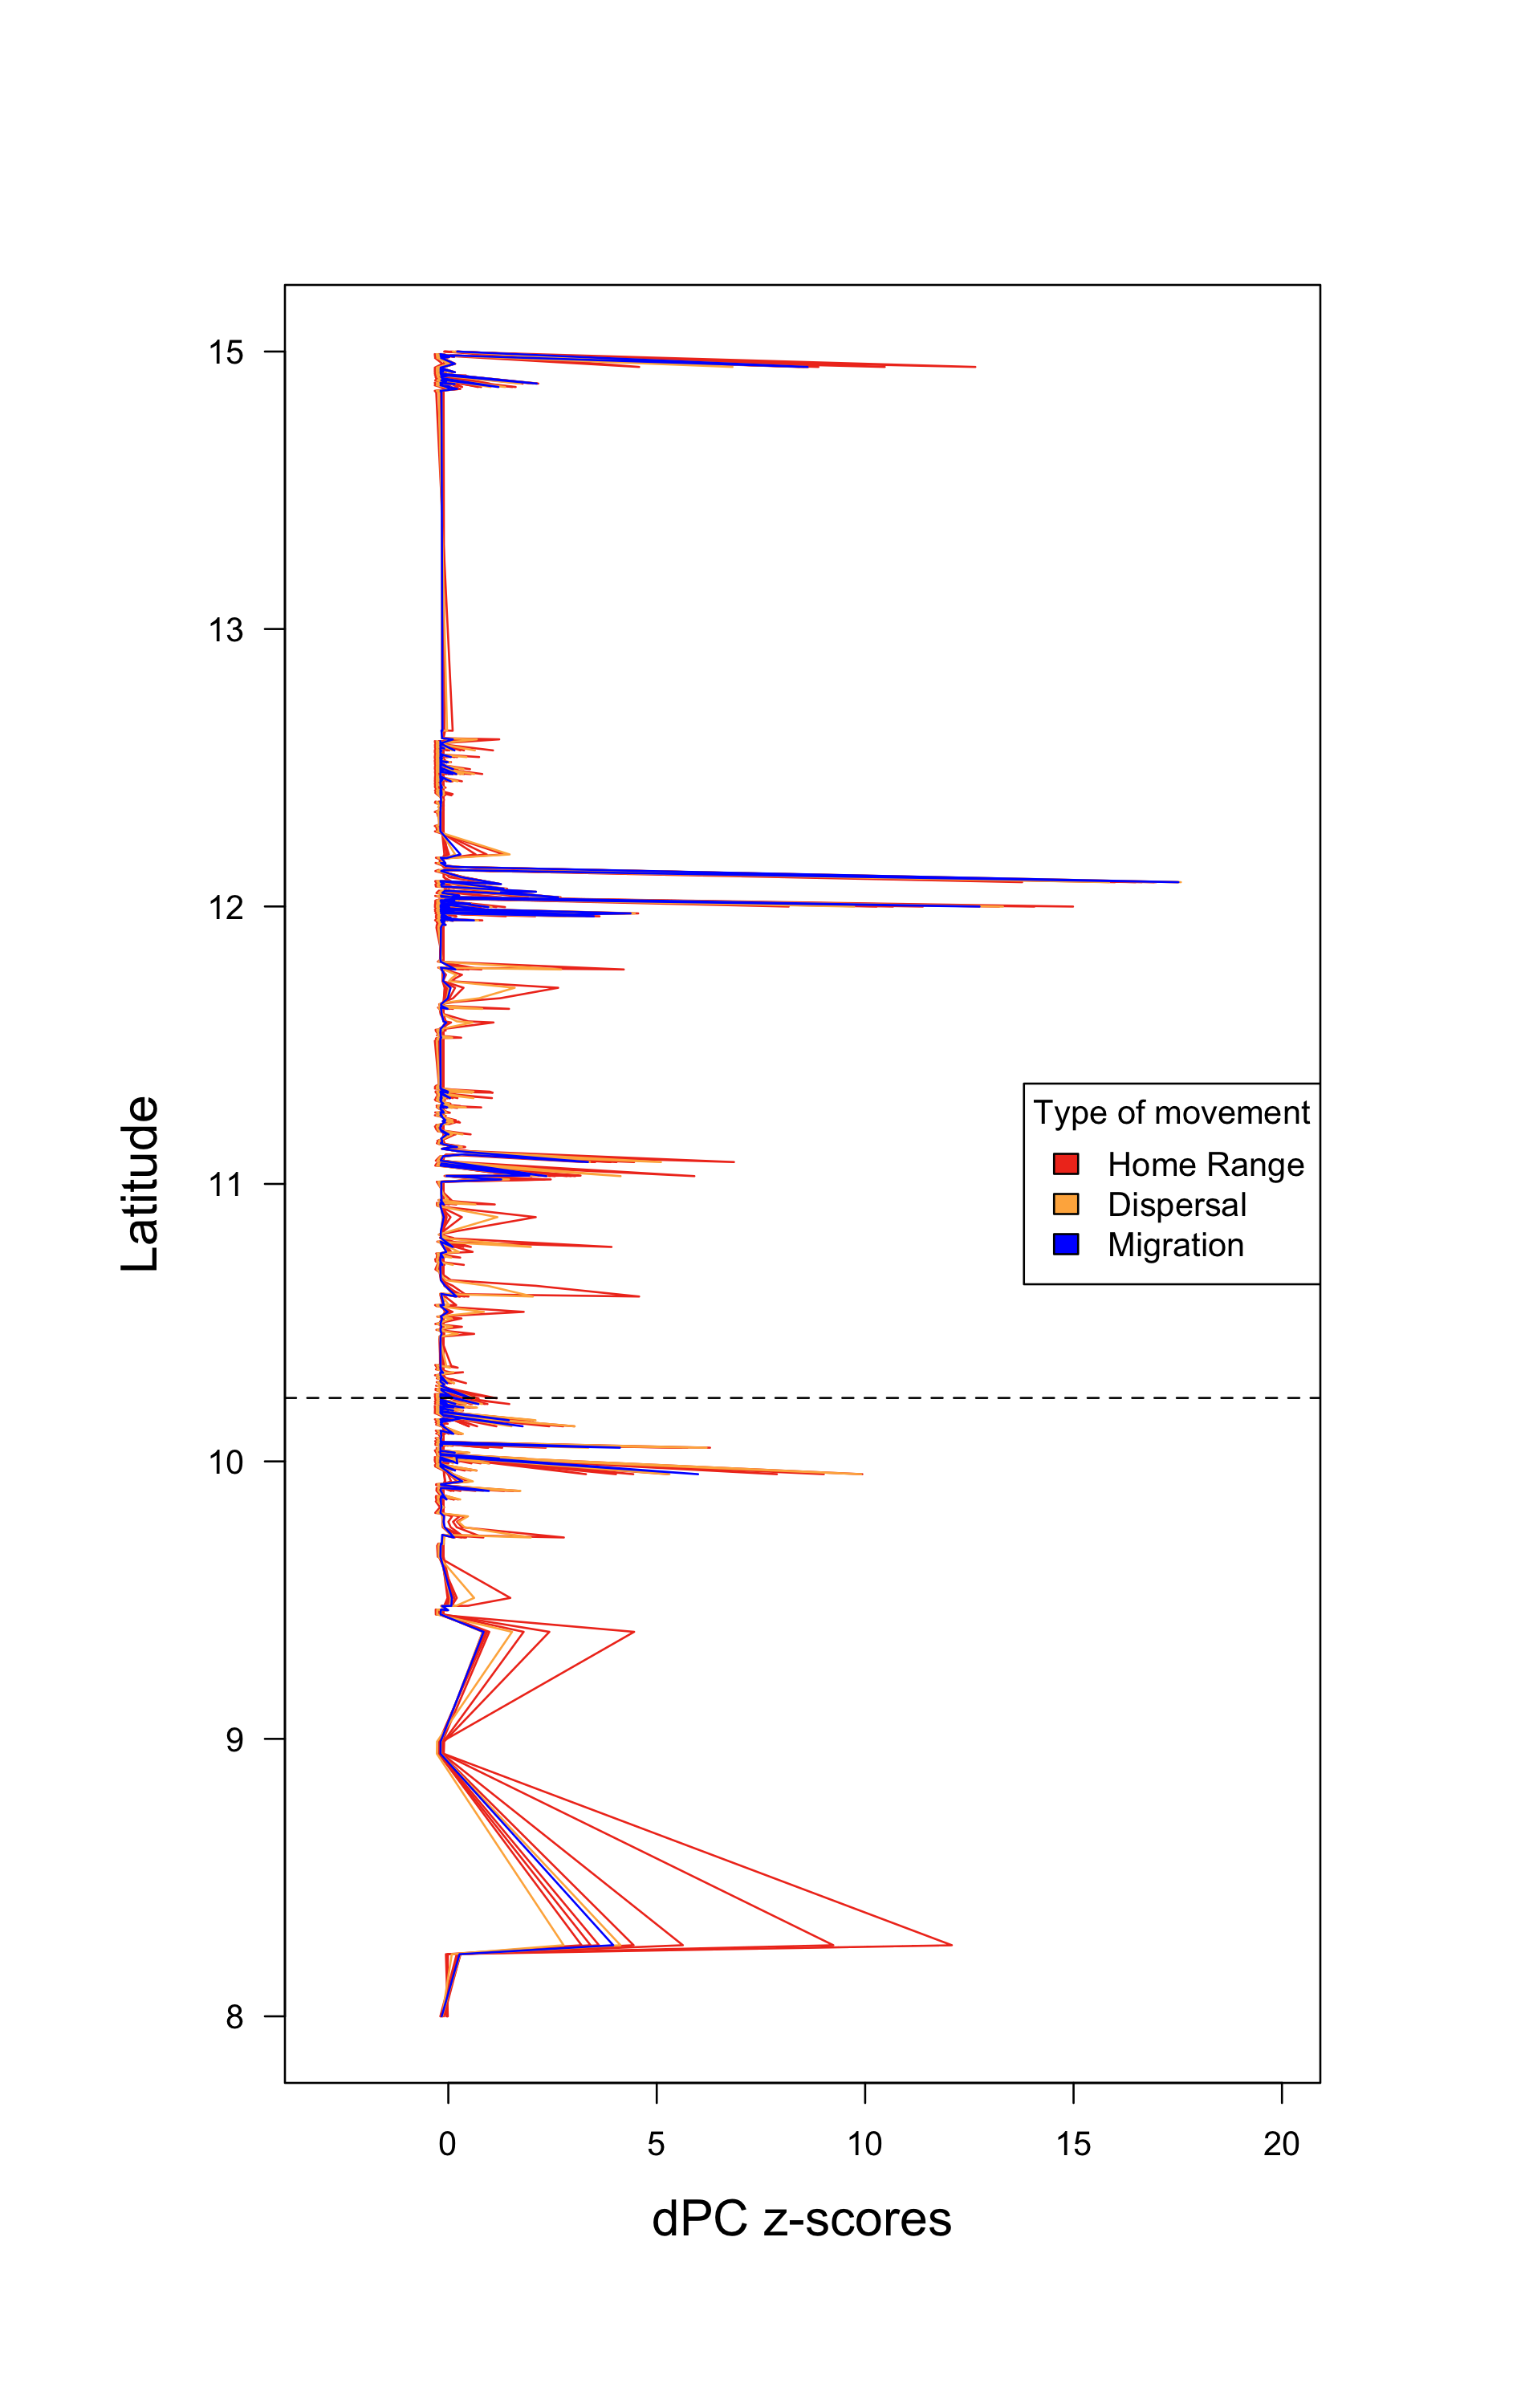 15
13
12
11
10
9
8
Latitude
Type of movement
Home Range
Dispersal
Migration
0 5 10 15 20
dPC z-scores